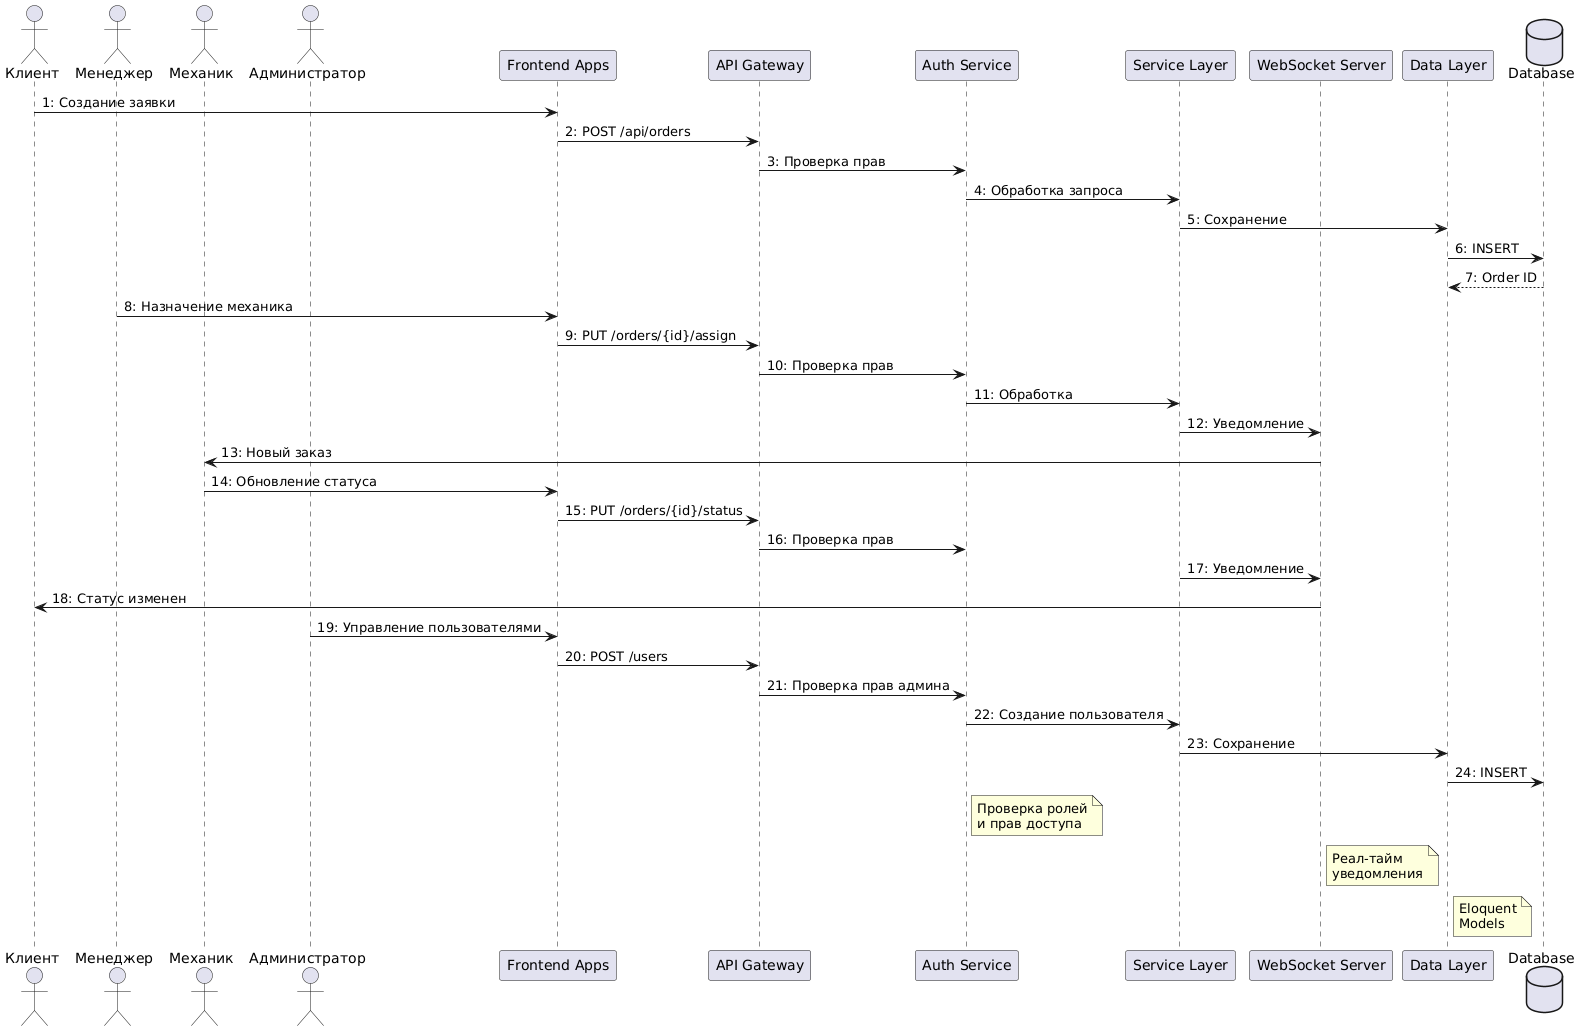 Клиент
Менеджер
Механик
Администратор
Frontend Apps
API Gateway
Auth Service
Service Layer
WebSocket Server
Data Layer
Database
1: Создание заявки
2: POST /api/orders
3: Проверка прав
4: Обработка запроса
5: Сохранение
6: INSERT
7: Order ID
8: Назначение механика
9: PUT /orders/{id}/assign
10: Проверка прав
11: Обработка
12: Уведомление
13: Новый заказ
14: Обновление статуса
15: PUT /orders/{id}/status
16: Проверка прав
17: Уведомление
18: Статус изменен
19: Управление пользователями
20: POST /users
21: Проверка прав админа
22: Создание пользователя
23: Сохранение
24: INSERT
Проверка ролей
и прав доступа
Реал-тайм
уведомления
Eloquent
Models
Клиент
Менеджер
Механик
Администратор
Frontend Apps
API Gateway
Auth Service
Service Layer
WebSocket Server
Data Layer
Database